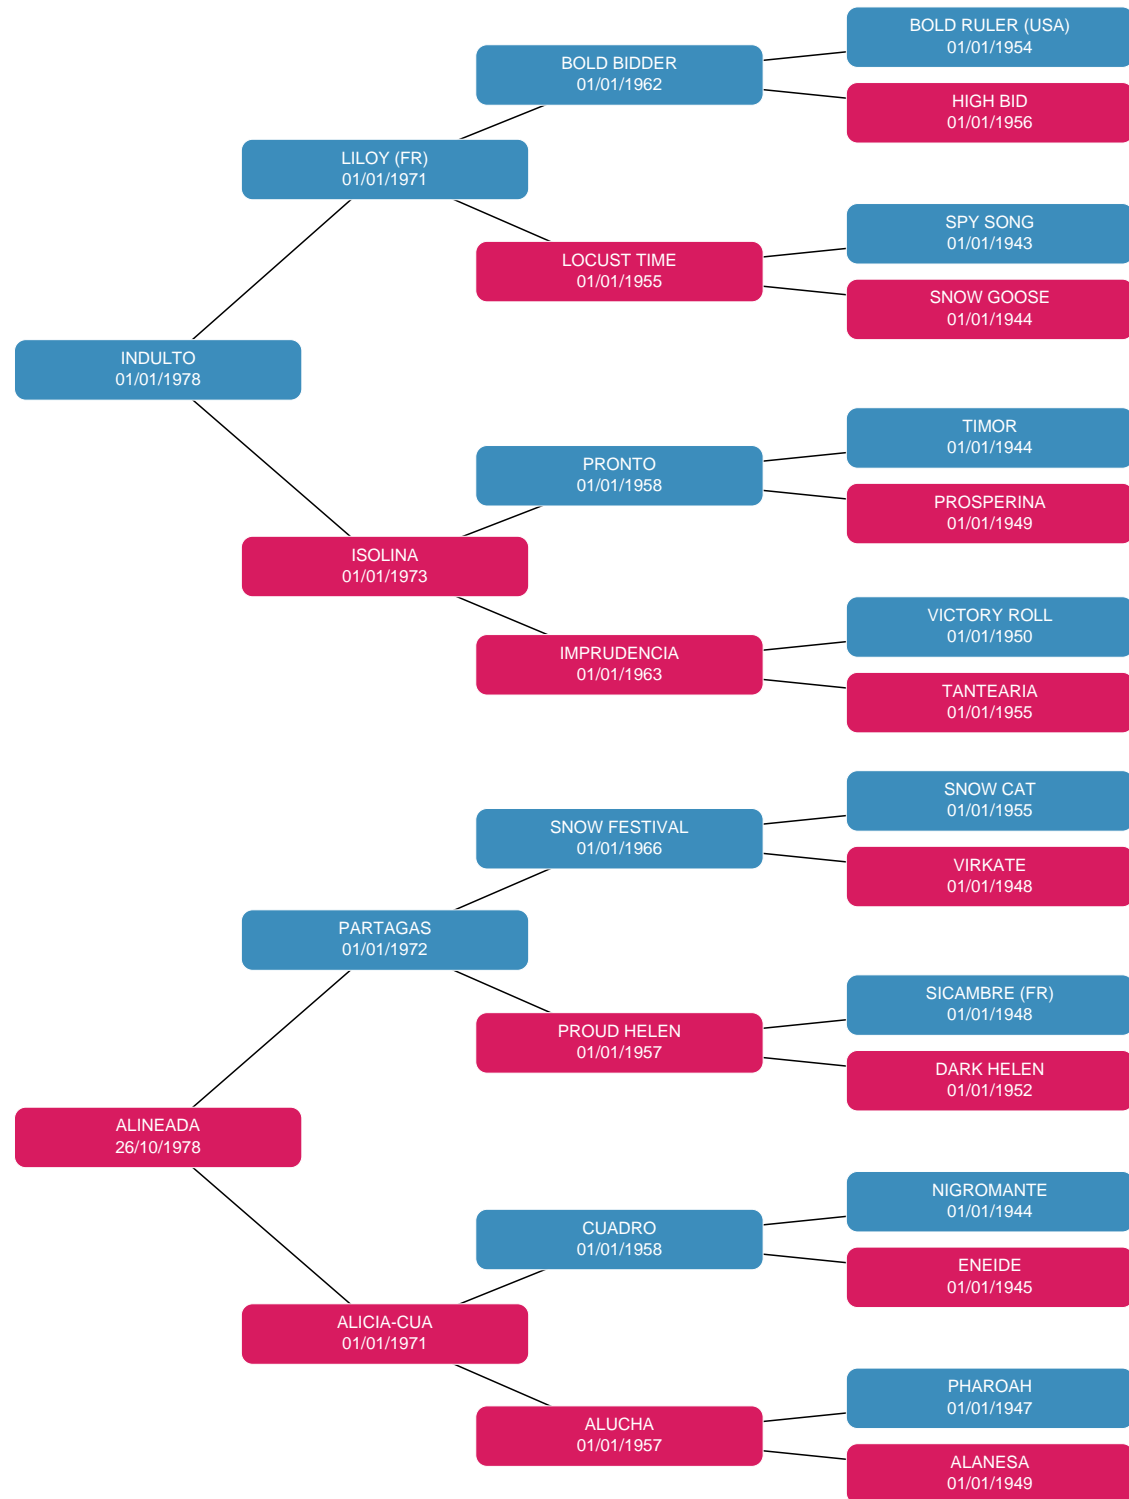 BOLD RULER (USA)
01/01/1954
BOLD BIDDER
01/01/1962
HIGH BID
01/01/1956
LILOY (FR)
01/01/1971
SPY SONG
01/01/1943
LOCUST TIME
01/01/1955
SNOW GOOSE
01/01/1944
INDULTO
01/01/1978
TIMOR
01/01/1944
PRONTO
01/01/1958
PROSPERINA
01/01/1949
ISOLINA
01/01/1973
VICTORY ROLL
01/01/1950
IMPRUDENCIA
01/01/1963
TANTEARIA
01/01/1955
SNOW CAT
01/01/1955
SNOW FESTIVAL
01/01/1966
VIRKATE
01/01/1948
PARTAGAS
01/01/1972
SICAMBRE (FR)
01/01/1948
PROUD HELEN
01/01/1957
DARK HELEN
01/01/1952
ALINEADA
26/10/1978
NIGROMANTE
01/01/1944
CUADRO
01/01/1958
ENEIDE
01/01/1945
ALICIA-CUA
01/01/1971
PHAROAH
01/01/1947
ALUCHA
01/01/1957
ALANESA
01/01/1949